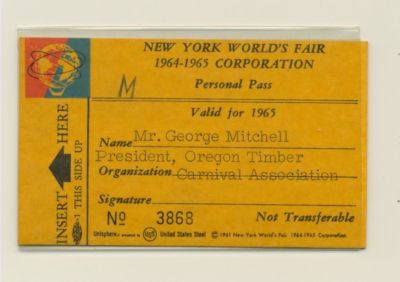 NEW YORK WORLD'S FAIR
1964-1965 CORPORATION
M
Personal Pass
Valid for 1965
Name Mr. George Mitchell
President, Oregon Timber
Organization Carnival Association
Signature
No 3868 Not Transferable
Unisphere® presented by USS United States Steel © 1961 New York World's Fair 1964-1965 Corporation
INSERT HERE
THIS SIDE UP